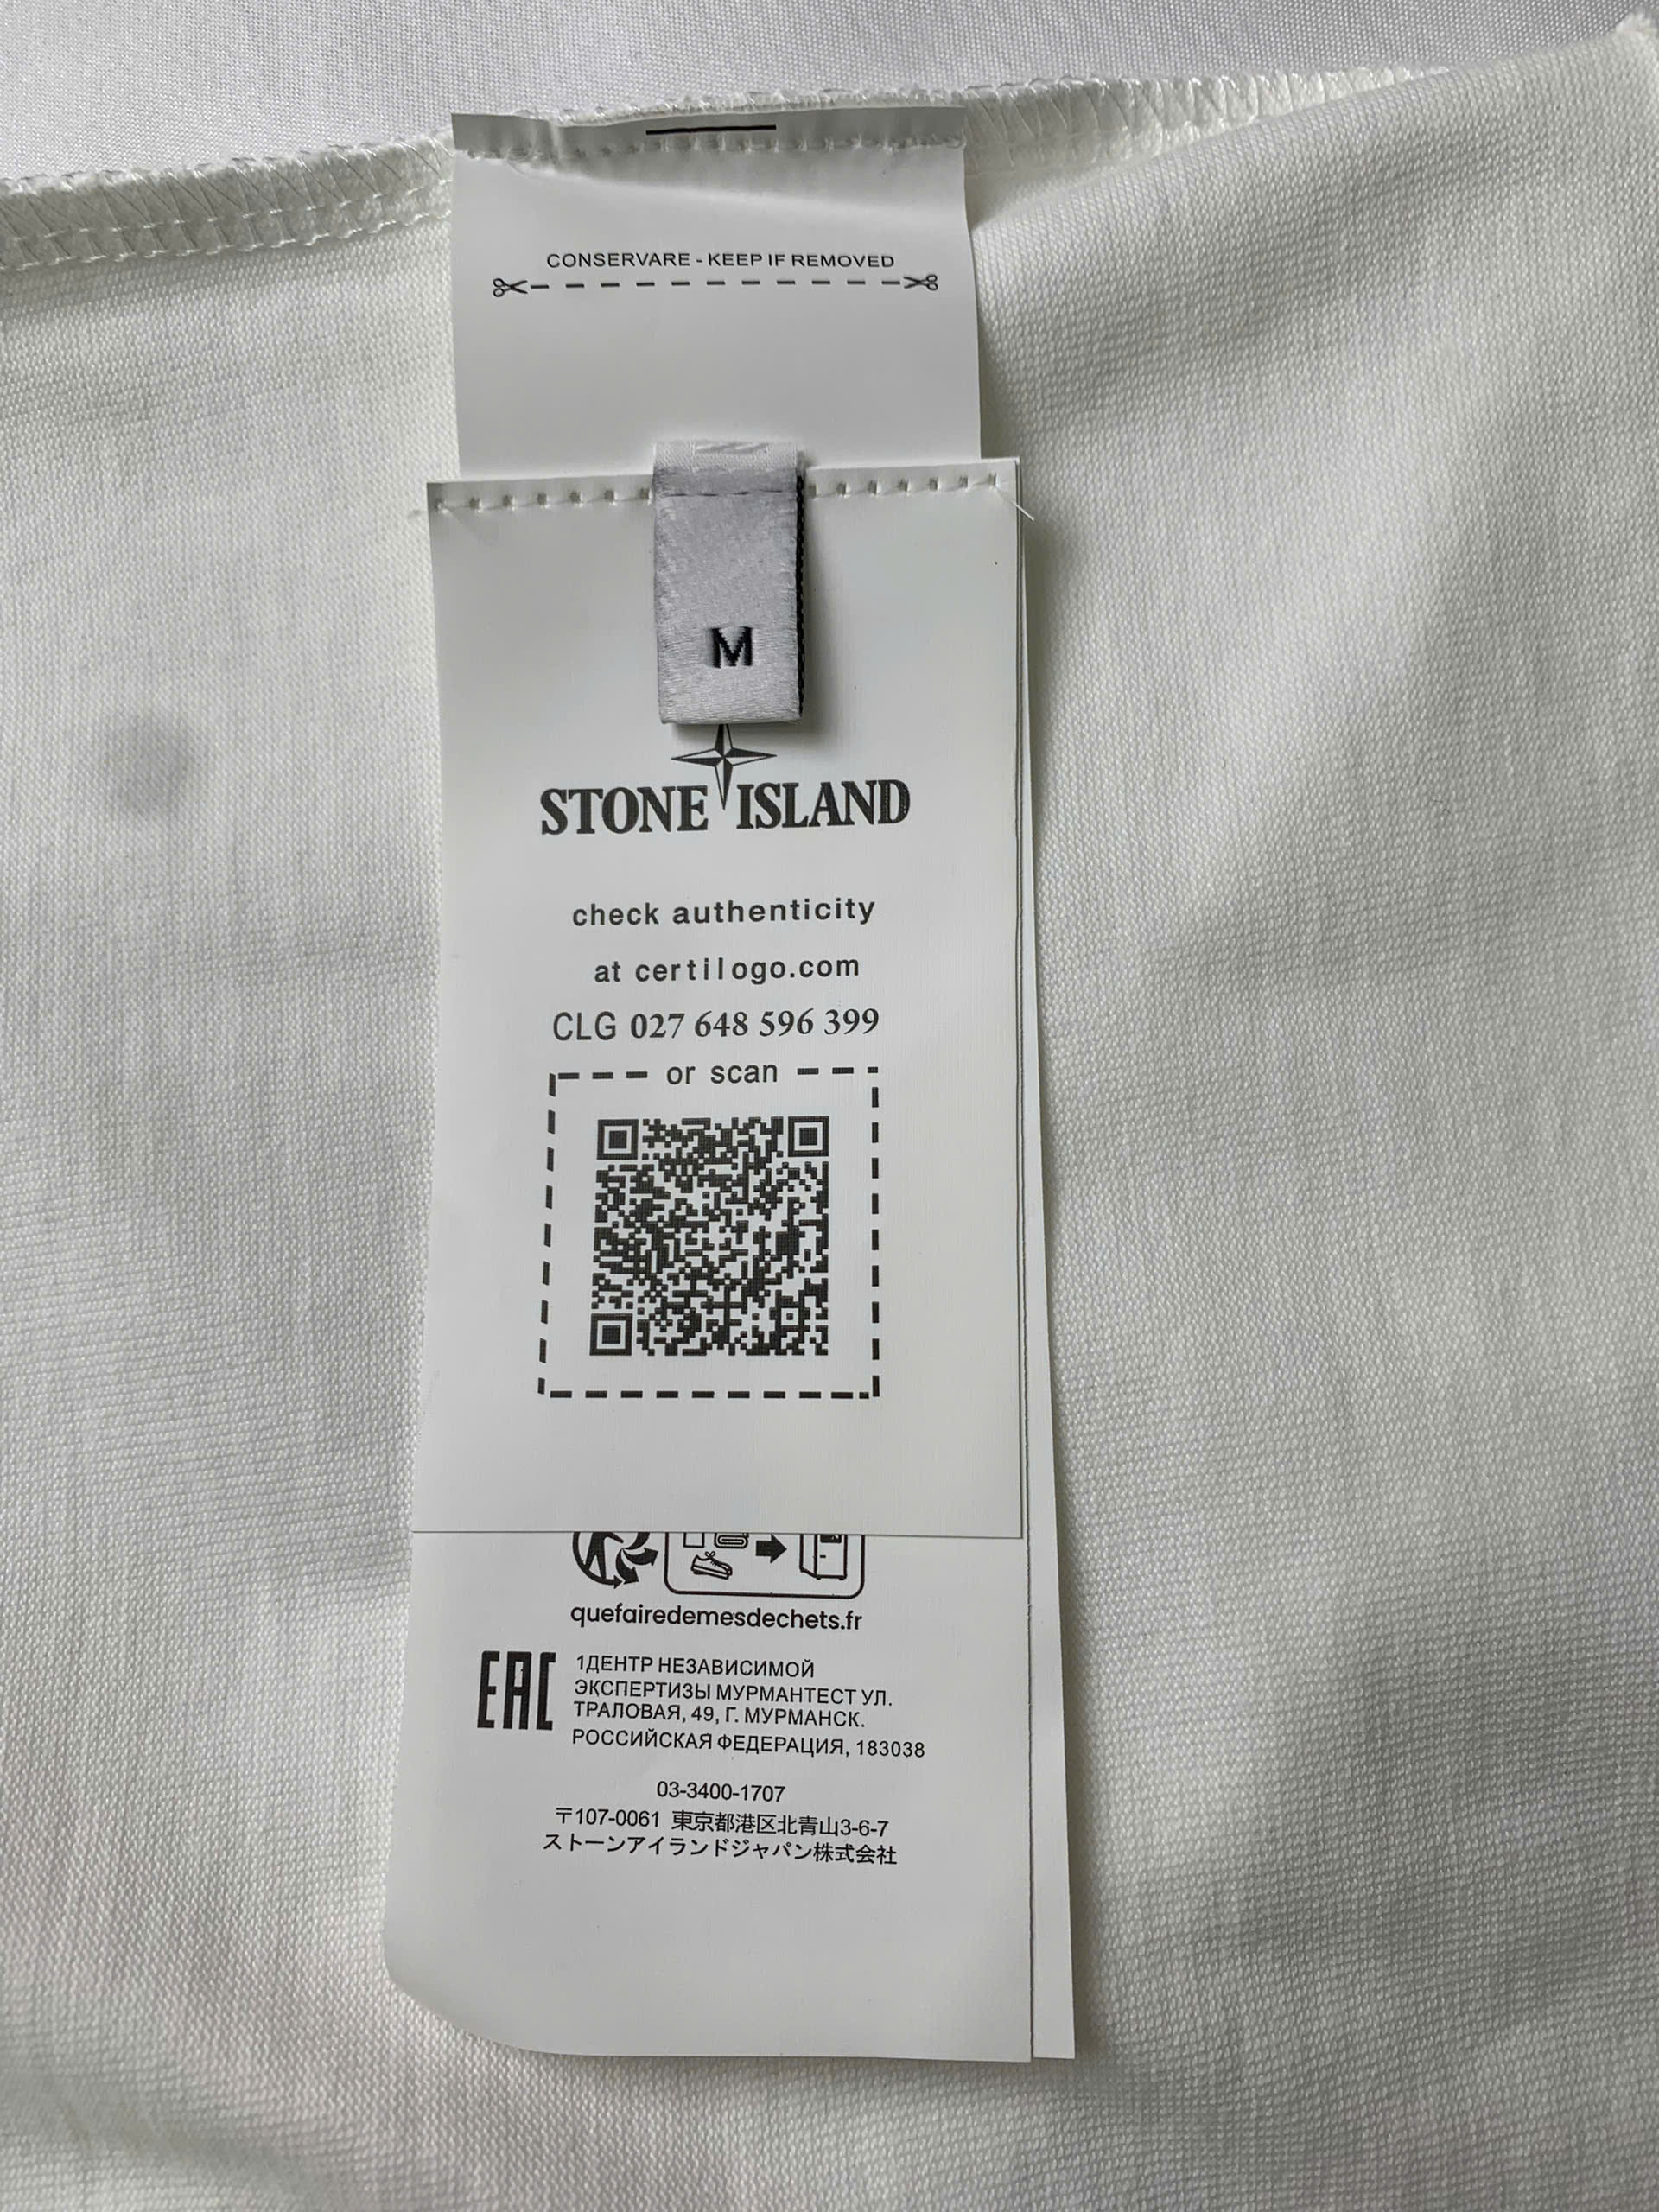 CONSERVARE - KEEP IF REMOVED
M
STONE ISLAND
check authenticity
at certilogo.com
CLG 027 648 596 399
or scan
quefairedemesdechets.fr
EAC
1ДЕНТР НЕЗАВИСИМОЙ
ЭКСПЕРТИЗЫ МУРМАНТЕСТ УЛ.
ТРАЛОВАЯ, 49, Г. МУРМАНСК.
РОССИЙСКАЯ ФЕДЕРАЦИЯ, 183038
03-3400-1707
〒107-0061 東京都港区北青山3-6-7
ストーンアイランドジャパン株式会社